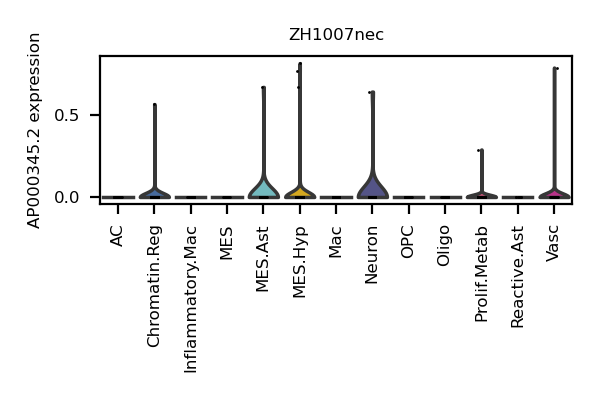 ZH1007nec
AP000345.2 expression
0.5
0.0
AC
Chromatin.Reg
Inflammatory.Mac
MES
MES.Ast
MES.Hyp
Mac
Neuron
OPC
Oligo
Prolif.Metab
Reactive.Ast
Vasc